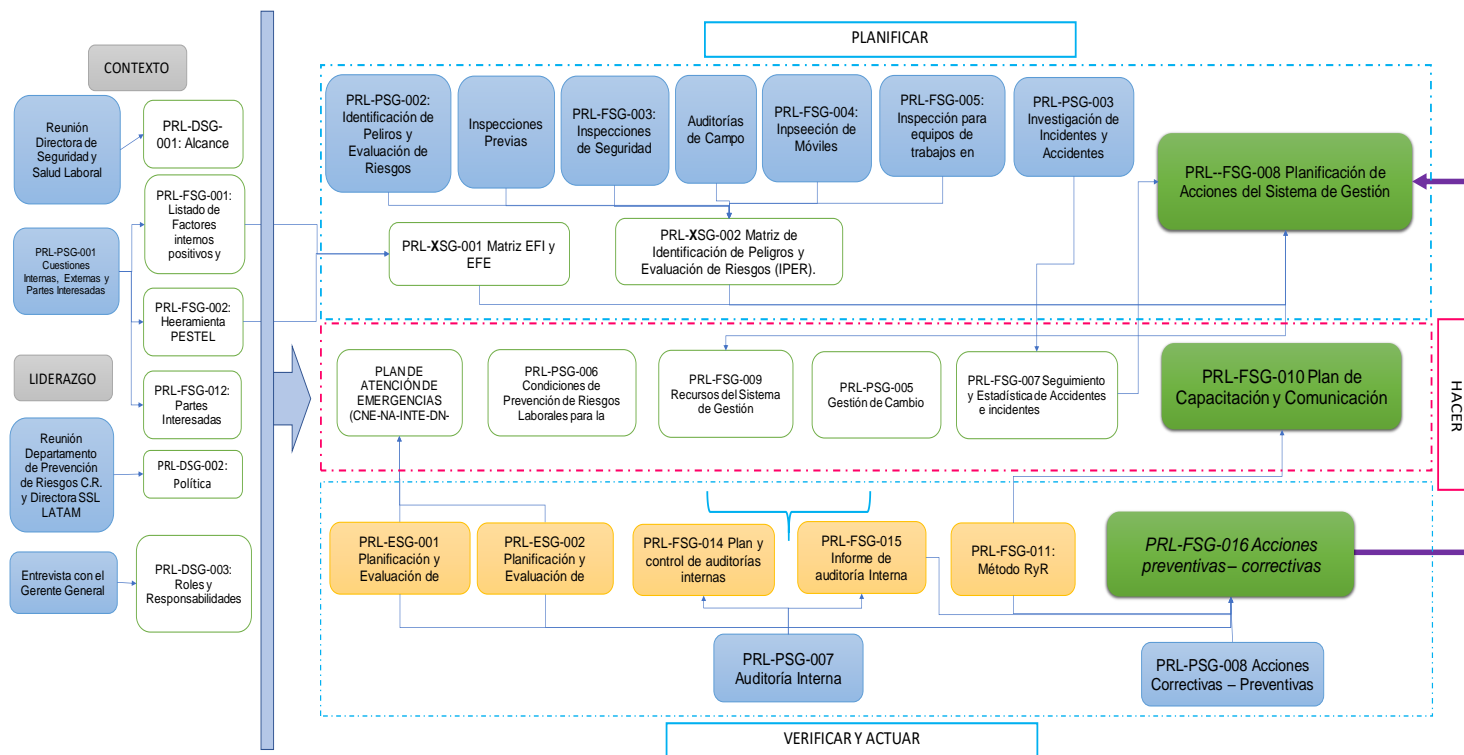 CONTEXTO
Reunión
Directora de
Seguridad y
Salud Laboral
PRL-DSG-
001: Alcance
PRL-PSG-001
Cuestiones
Internas, Externas y
Partes Interesadas
PRL-FSG-001:
Listado de
Factores
internos
positivos y
PRL-FSG-002:
Heeramienta
PESTEL
LIDERAZGO
PRL-FSG-012:
Partes
Interesadas
Reunión
Departamento
de Prevención
de Riesgos C.R.
y Directora SSL
LATAM
PRL-DSG-002:
Política
Entrevista con el
Gerente General
PRL-DSG-003:
Roles y
Responsabilidades
PLANIFICAR
PRL-PSG-002:
Identificación de
Peliros y
Evaluación de
Riesgos
Inspecciones
Previas
PRL-FSG-003:
Inspecciones
de Seguridad
Auditorías
de Campo
PRL-FSG-004:
Inpseeción de
Móviles
PRL-FSG-005:
Inspección para
equipos de
trabajos en
PRL-PSG-003
Investigación de
Incidentes y
Accidentes
PRL--FSG-008 Planificación de
Acciones del Sistema de Gestión
PRL-XSG-001 Matriz EFI y
EFE
PRL-XSG-002 Matriz de
Identificación de Peligros y
Evaluación de Riesgos (IPER).
PLAN DE
ATENCIÓN DE
EMERGENCIAS
(CNE-NA-INTE-DN-
PRL-PSG-006
Condiciones de
Prevención de Riesgos
Laborales para la
PRL-FSG-009
Recursos del Sistema
de Gestión
PRL-PSG-005
Gestión de Cambio
PRL-FSG-007 Seguimiento
y Estadística de Accidentes
e incidentes
PRL-FSG-010 Plan de
Capacitación y Comunicación
HACER
PRL-ESG-001
Planificación y
Evaluación de
PRL-ESG-002
Planificación y
Evaluación de
PRL-FSG-014 Plan y
control de auditorías
internas
PRL-FSG-015
Informe de
auditoría Interna
PRL-FSG-011:
Método RyR
PRL-FSG-016 Acciones
preventivas– correctivas
PRL-PSG-007
Auditoría Interna
PRL-PSG-008 Acciones
Correctivas – Preventivas
VERIFICAR Y ACTUAR